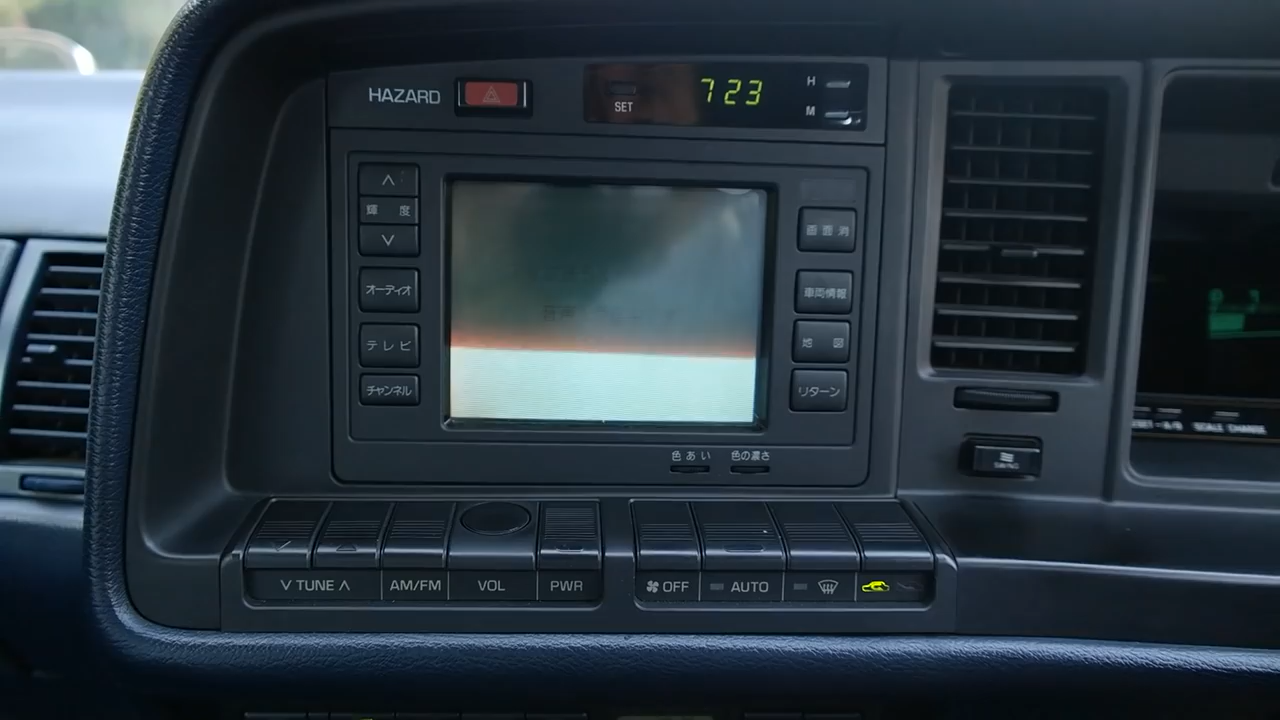 HAZARD
SET
723
H
M
輝 度
オーディオ
テレビ
チャンネル
画面消
車両情報
地 図
リターン
色あい
色の濃さ
SWING
SCALE CHANGE
∨ TUNE ∧
AM/FM
VOL
PWR
OFF
AUTO